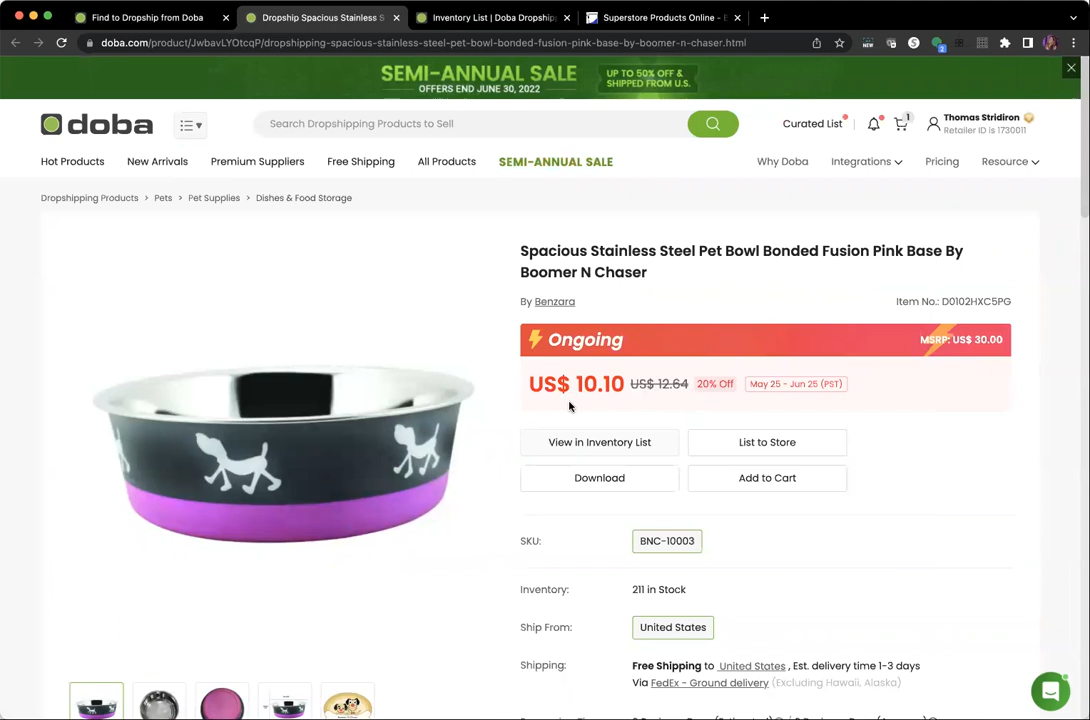 Find to Dropship from Doba
Dropship Spacious Stainless S
Inventory List | Doba Dropship
Superstore Products Online - E
doba.com/product/JwbavLYOtcqP/dropshipping-spacious-stainless-steel-pet-bowl-bonded-fusion-pink-base-by-boomer-n-chaser.html
SEMI-ANNUAL SALE
OFFERS END JUNE 30, 2022
UP TO 50% OFF &
SHIPPED FROM U.S.
doba
Search Dropshipping Products to Sell
Curated List
1
Thomas Stridiron
Retailer ID is 1730011
Hot Products
New Arrivals
Premium Suppliers
Free Shipping
All Products
SEMI-ANNUAL SALE
Why Doba
Integrations
Pricing
Resource
Dropshipping Products > Pets > Pet Supplies > Dishes & Food Storage
Spacious Stainless Steel Pet Bowl Bonded Fusion Pink Base By
Boomer N Chaser
By Benzara
Item No.: D0102HXC5PG
Ongoing
MSRP: US$ 30.00
US$ 10.10 US$ 12.64 20% Off May 25 - Jun 25 (PST)
View in Inventory List
List to Store
Download
Add to Cart
SKU: BNC-10003
Inventory: 211 in Stock
Ship From: United States
Shipping: Free Shipping to United States , Est. delivery time 1-3 days
Via FedEx - Ground delivery (Excluding Hawaii, Alaska)